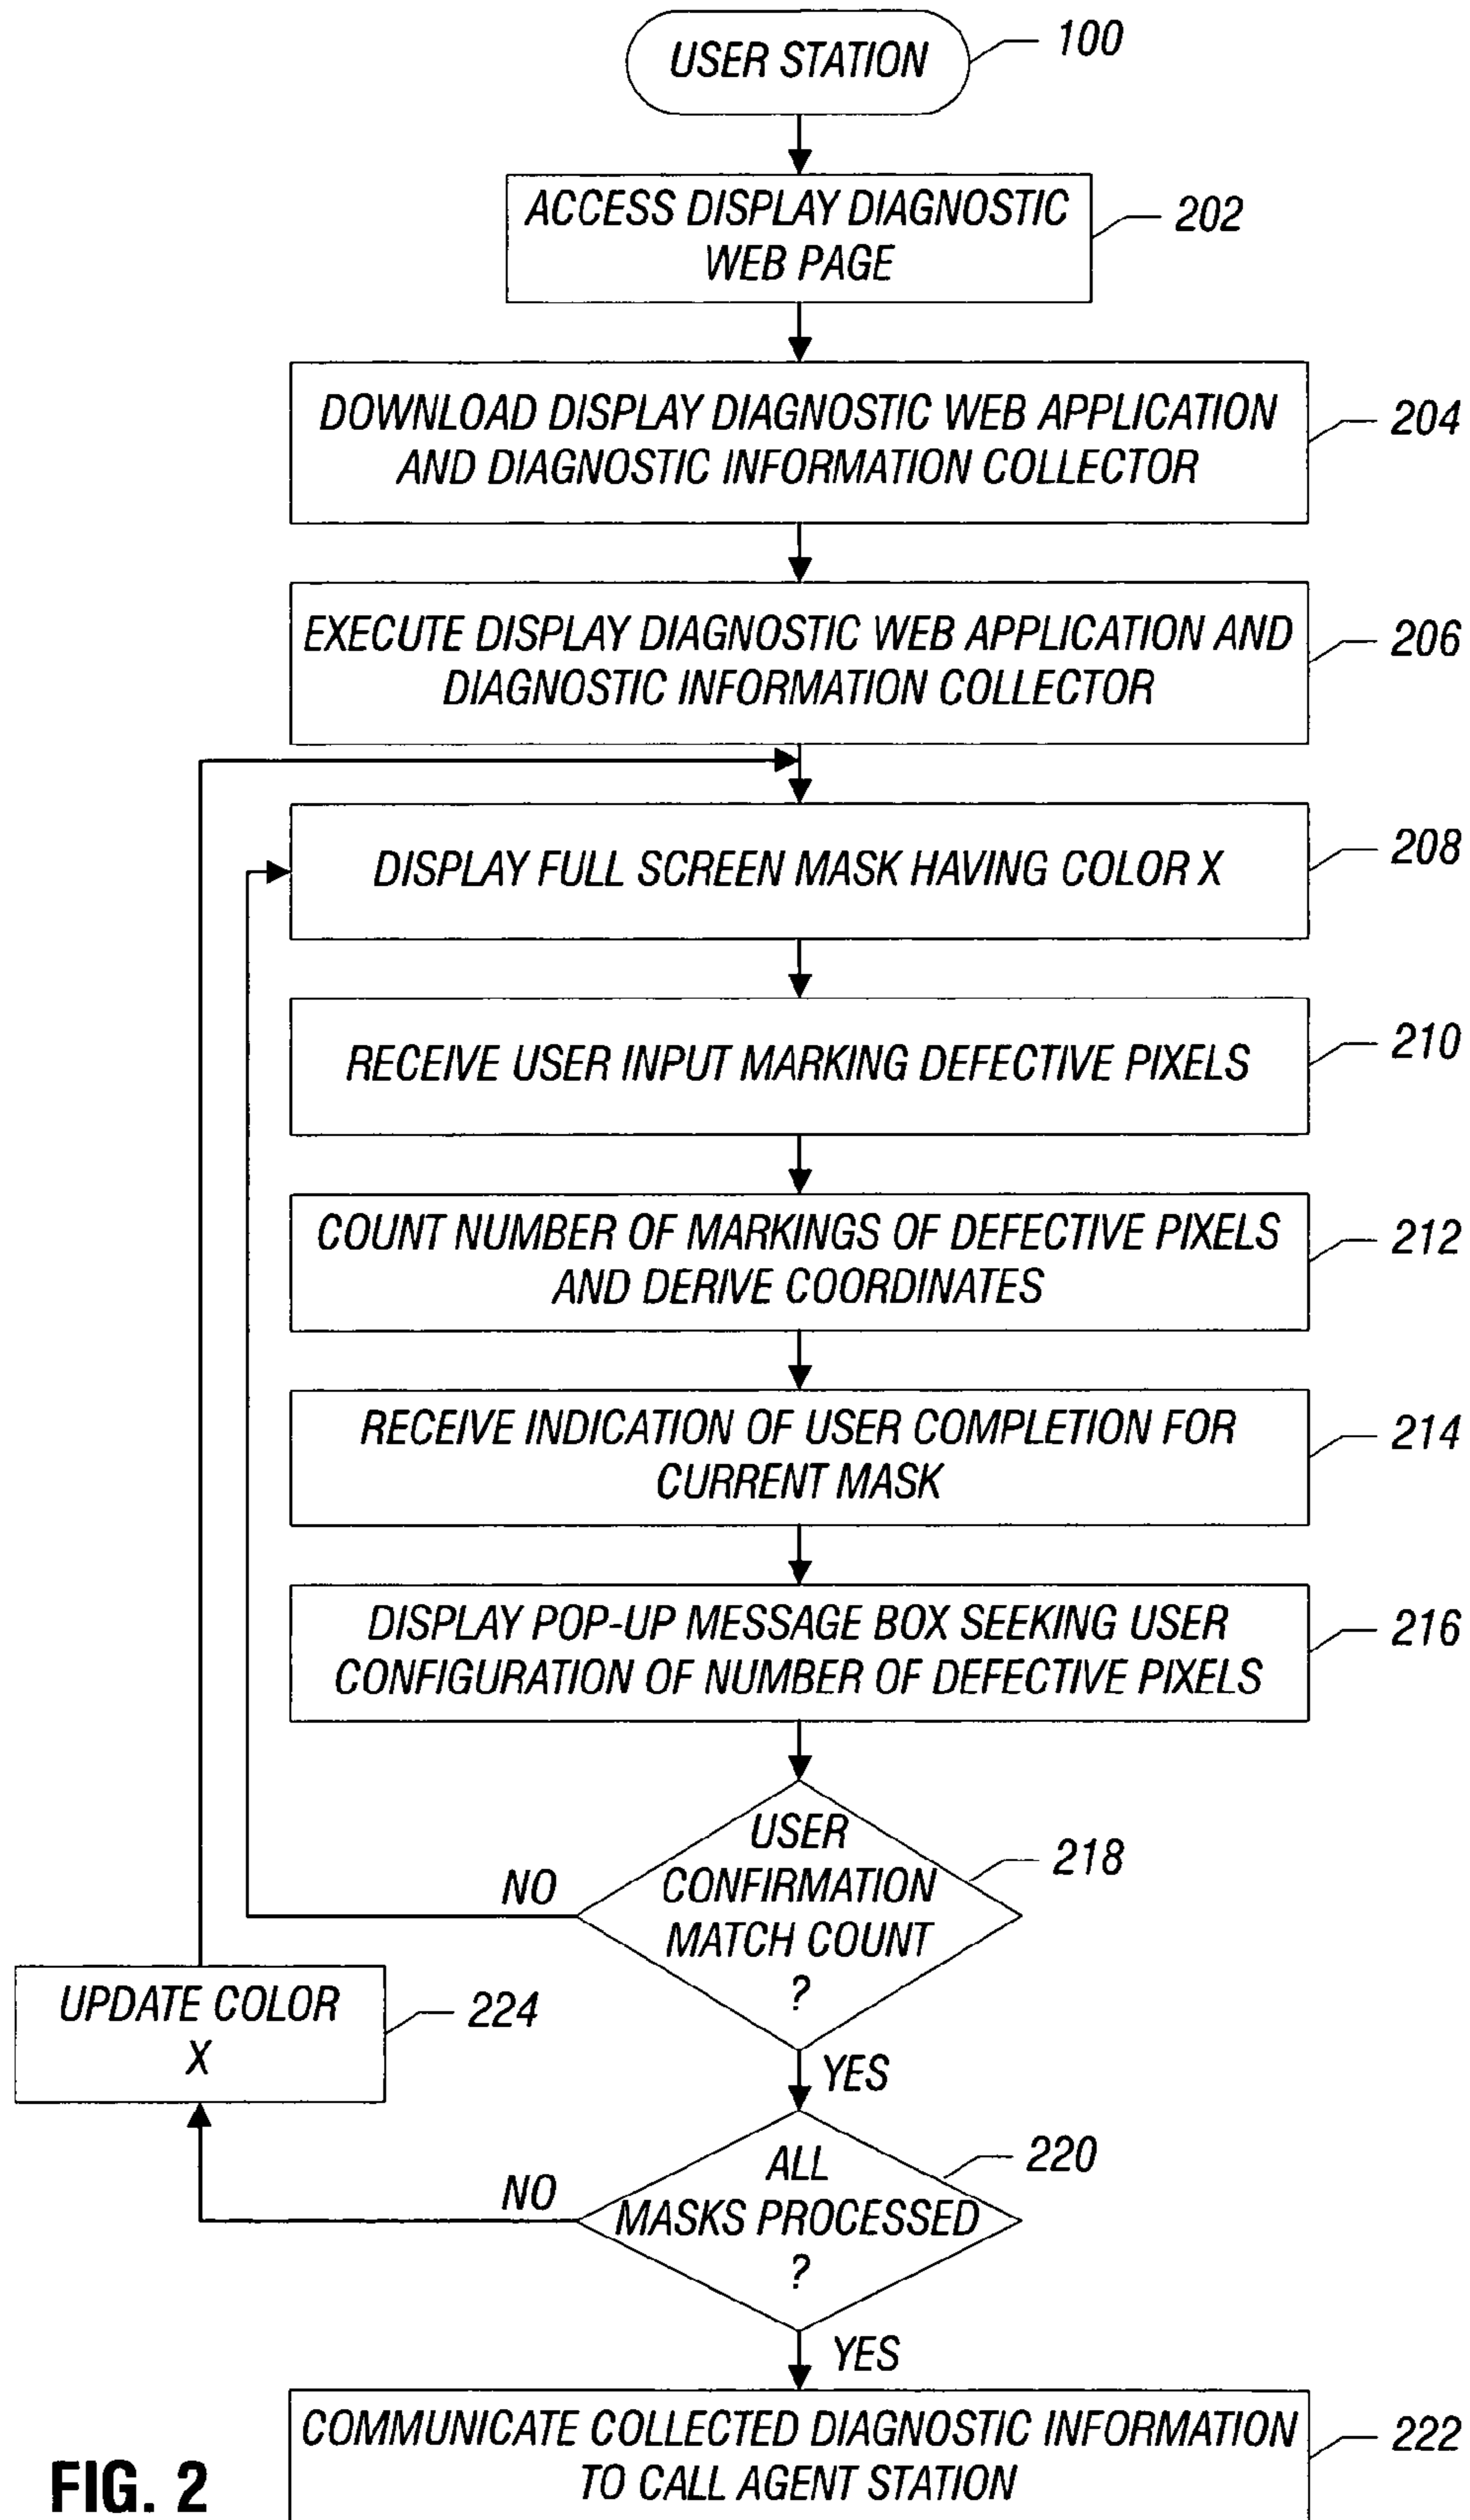 USER STATION
100
ACCESS DISPLAY DIAGNOSTIC
WEB PAGE
202
DOWNLOAD DISPLAY DIAGNOSTIC WEB APPLICATION
AND DIAGNOSTIC INFORMATION COLLECTOR
204
EXECUTE DISPLAY DIAGNOSTIC WEB APPLICATION AND
DIAGNOSTIC INFORMATION COLLECTOR
206
DISPLAY FULL SCREEN MASK HAVING COLOR X
208
RECEIVE USER INPUT MARKING DEFECTIVE PIXELS
210
COUNT NUMBER OF MARKINGS OF DEFECTIVE PIXELS
AND DERIVE COORDINATES
212
RECEIVE INDICATION OF USER COMPLETION FOR
CURRENT MASK
214
DISPLAY POP-UP MESSAGE BOX SEEKING USER
CONFIGURATION OF NUMBER OF DEFECTIVE PIXELS
216
USER
CONFIRMATION
MATCH COUNT
?
218
NO
YES
UPDATE COLOR
X
224
ALL
MASKS PROCESSED
?
220
NO
YES
COMMUNICATE COLLECTED DIAGNOSTIC INFORMATION
TO CALL AGENT STATION
222
FIG. 2